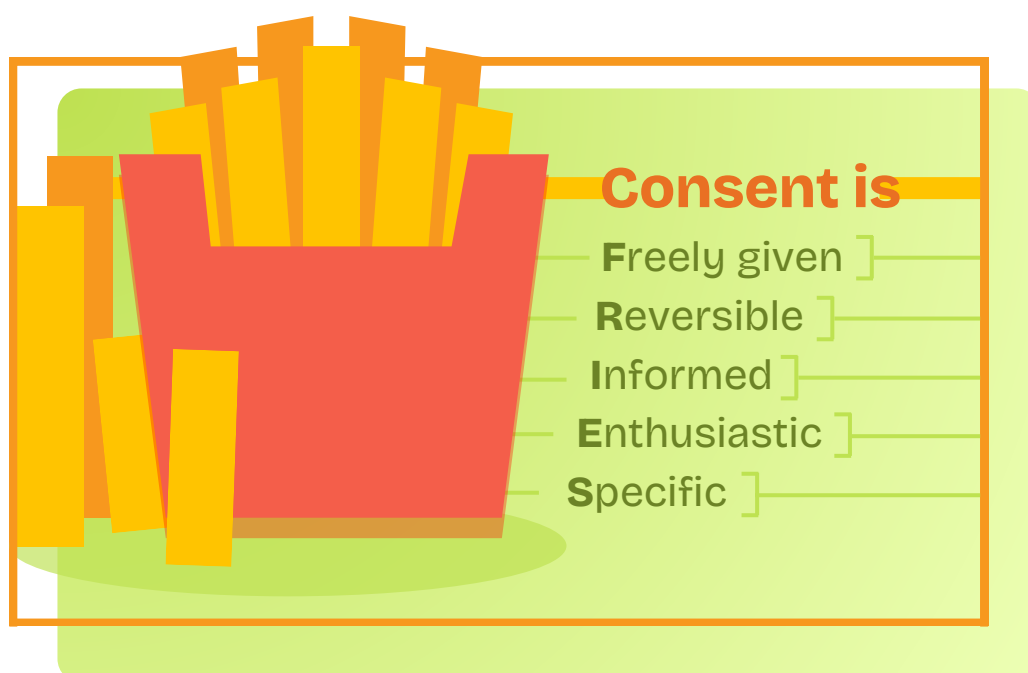 Consent is
Freely given
Reversible
Informed
Enthusiastic
Specific